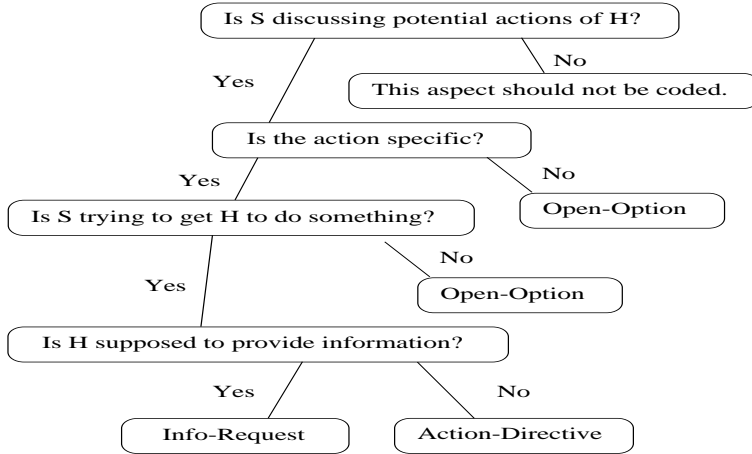 Is S discussing potential actions of H?
Yes
No
This aspect should not be coded.
Is the action specific?
Yes
No
Open-Option
Is S trying to get H to do something?
Yes
No
Open-Option
Is H supposed to provide information?
Yes
No
Info-Request
Action-Directive